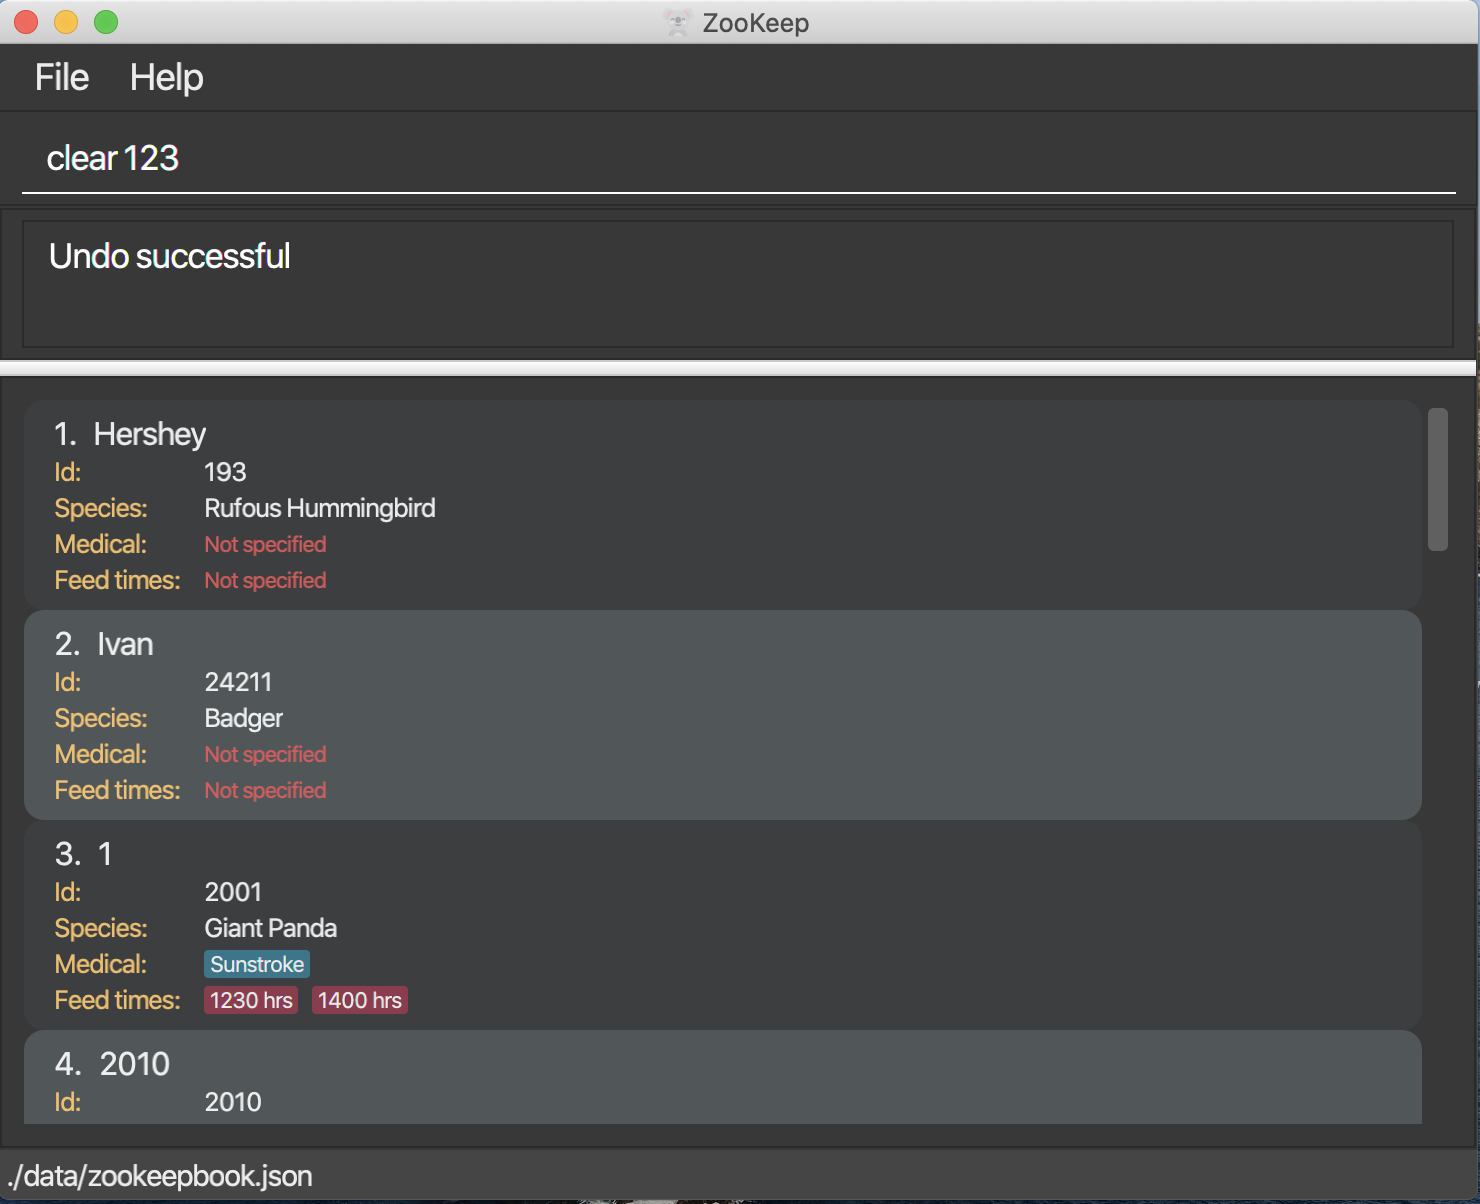 ZooKeep
File Help
clear 123
Undo successful
1. Hershey
Id: 193
Species: Rufous Hummingbird
Medical: Not specified
Feed times: Not specified
2. Ivan
Id: 24211
Species: Badger
Medical: Not specified
Feed times: Not specified
3. 1
Id: 2001
Species: Giant Panda
Medical: Sunstroke
Feed times: 1230 hrs 1400 hrs
4. 2010
Id: 2010
./data/zookeepbook.json